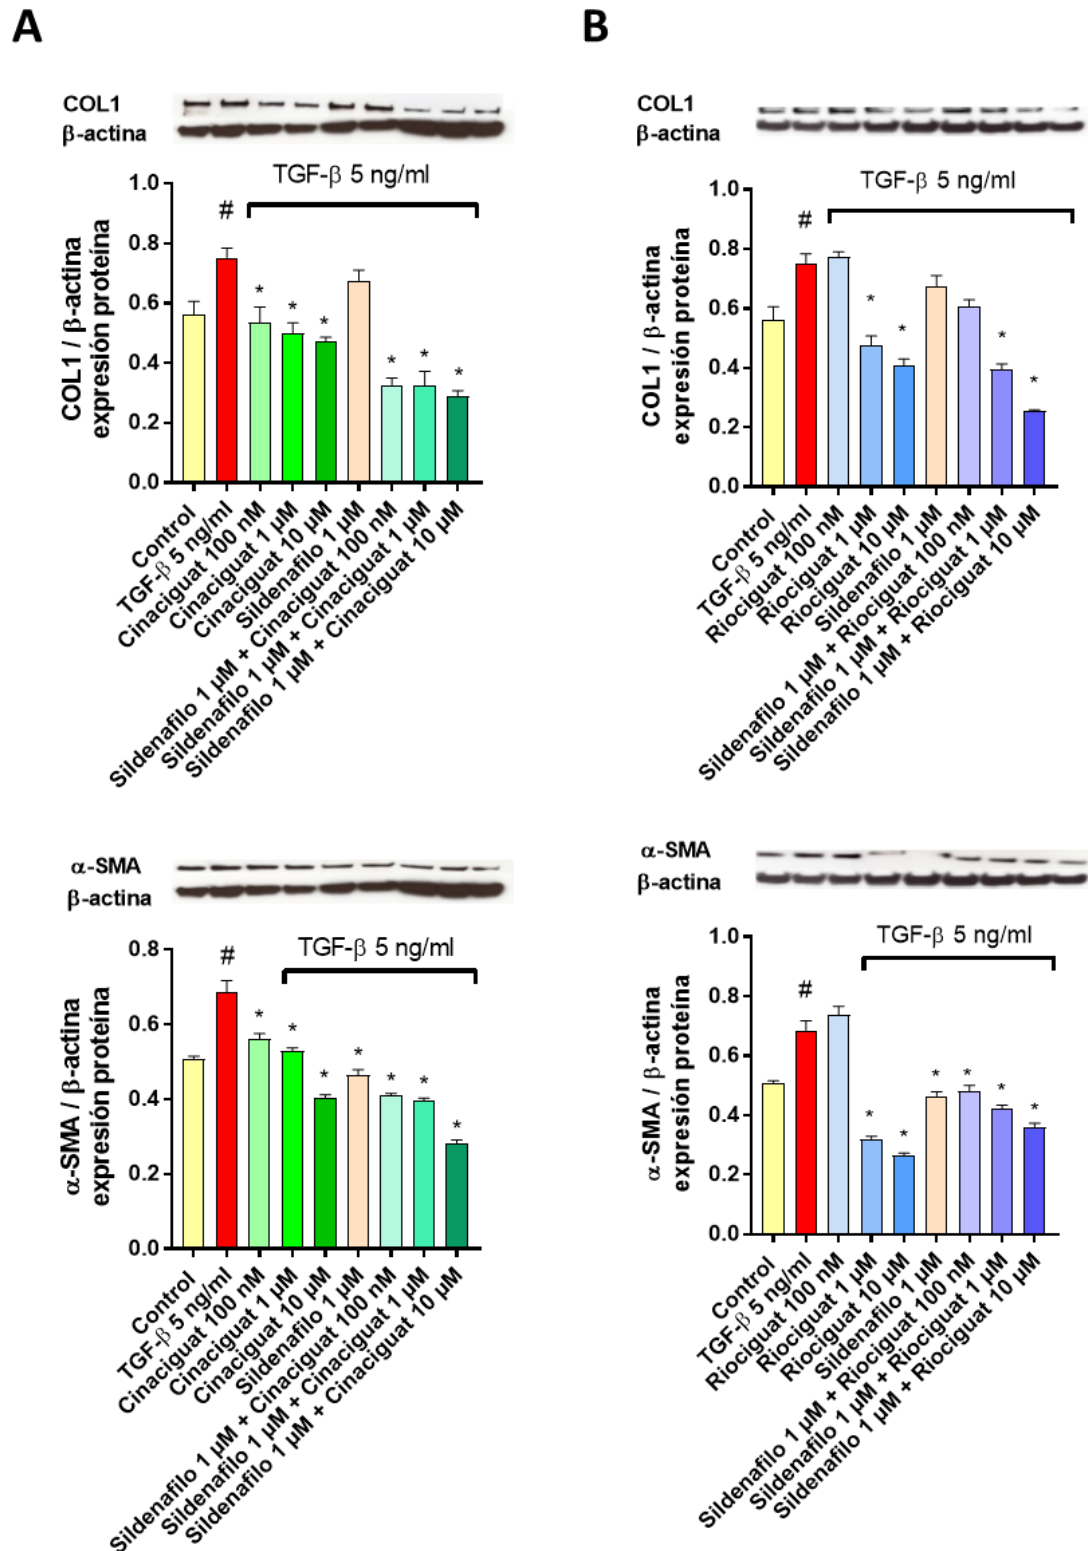 A
COL1
β-actina
TGF-β 5 ng/ml
COL1 / β-actina
expresión proteína
1.0
0.8
0.6
0.4
0.2
0.0
#
*
*
*
*
*
*
Control
TGF-β 5 ng/ml
Cinaciguat 100 nM
Cinaciguat 1 µM
Cinaciguat 10 µM
Sildenafilo 1 µM
Sildenafilo 1 µM + Cinaciguat 100 nM
Sildenafilo 1 µM + Cinaciguat 1 µM
Sildenafilo 1 µM + Cinaciguat 10 µM
B
COL1
β-actina
TGF-β 5 ng/ml
COL1 / β-actina
expresión proteína
1.0
0.8
0.6
0.4
0.2
0.0
#
*
*
*
*
Control
TGF-β 5 ng/ml
Riociguat 100 nM
Riociguat 1 µM
Riociguat 10 µM
Sildenafilo 1 µM
Sildenafilo 1 µM + Riociguat 100 nM
Sildenafilo 1 µM + Riociguat 1 µM
Sildenafilo 1 µM + Riociguat 10 µM
α-SMA
β-actina
TGF-β 5 ng/ml
α-SMA / β-actina
expresión proteína
0.8
0.6
0.4
0.2
0.0
#
*
*
*
*
*
*
*
Control
TGF-β 5 ng/ml
Cinaciguat 100 nM
Cinaciguat 1 µM
Cinaciguat 10 µM
Sildenafilo 1 µM
Sildenafilo 1 µM + Cinaciguat 100 nM
Sildenafilo 1 µM + Cinaciguat 1 µM
Sildenafilo 1 µM + Cinaciguat 10 µM
α-SMA
β-actina
TGF-β 5 ng/ml
α-SMA / β-actina
expresión proteína
1.0
0.8
0.6
0.4
0.2
0.0
#
*
*
*
*
*
*
Control
TGF-β 5 ng/ml
Riociguat 100 nM
Riociguat 1 µM
Riociguat 10 µM
Sildenafilo 1 µM
Sildenafilo 1 µM + Riociguat 100 nM
Sildenafilo 1 µM + Riociguat 1 µM
Sildenafilo 1 µM + Riociguat 10 µM